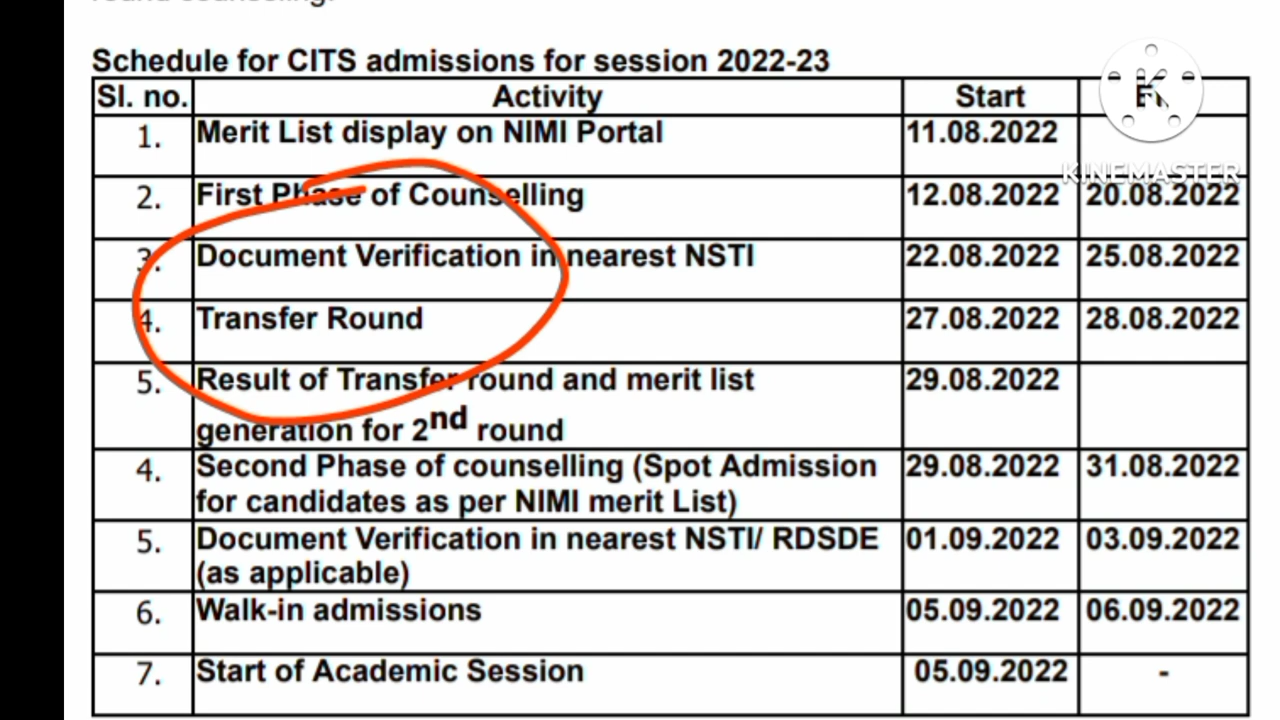 Schedule for CITS admissions for session 2022-23
Sl. no. Activity Start
1. Merit List display on NIMI Portal 11.08.2022
KINEMASTER
2. First Phase of Counselling 12.08.2022 20.08.2022
3. Document Verification in nearest NSTI 22.08.2022 25.08.2022
4. Transfer Round 27.08.2022 28.08.2022
5. Result of Transfer round and merit list 29.08.2022
generation for 2nd round
4. Second Phase of counselling (Spot Admission 29.08.2022 31.08.2022
for candidates as per NIMI merit List)
5. Document Verification in nearest NSTI/ RDSDE 01.09.2022 03.09.2022
(as applicable)
6. Walk-in admissions 05.09.2022 06.09.2022
7. Start of Academic Session 05.09.2022 -